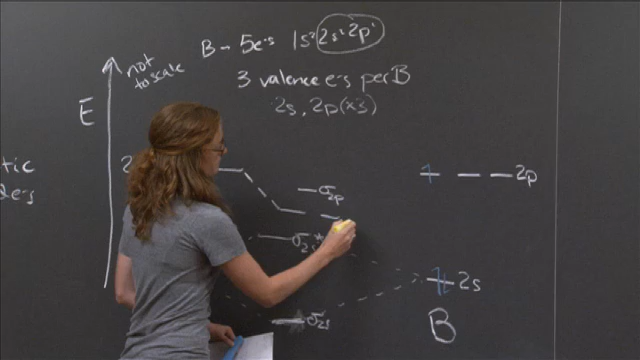 B – 5e-s 1s² 2s² 2p¹
not
to scale
3 valence e-s per B
E
2s, 2p(x3)
tic
e-s
2
σ2p
2p
σ2s*
2s
σ2s
B